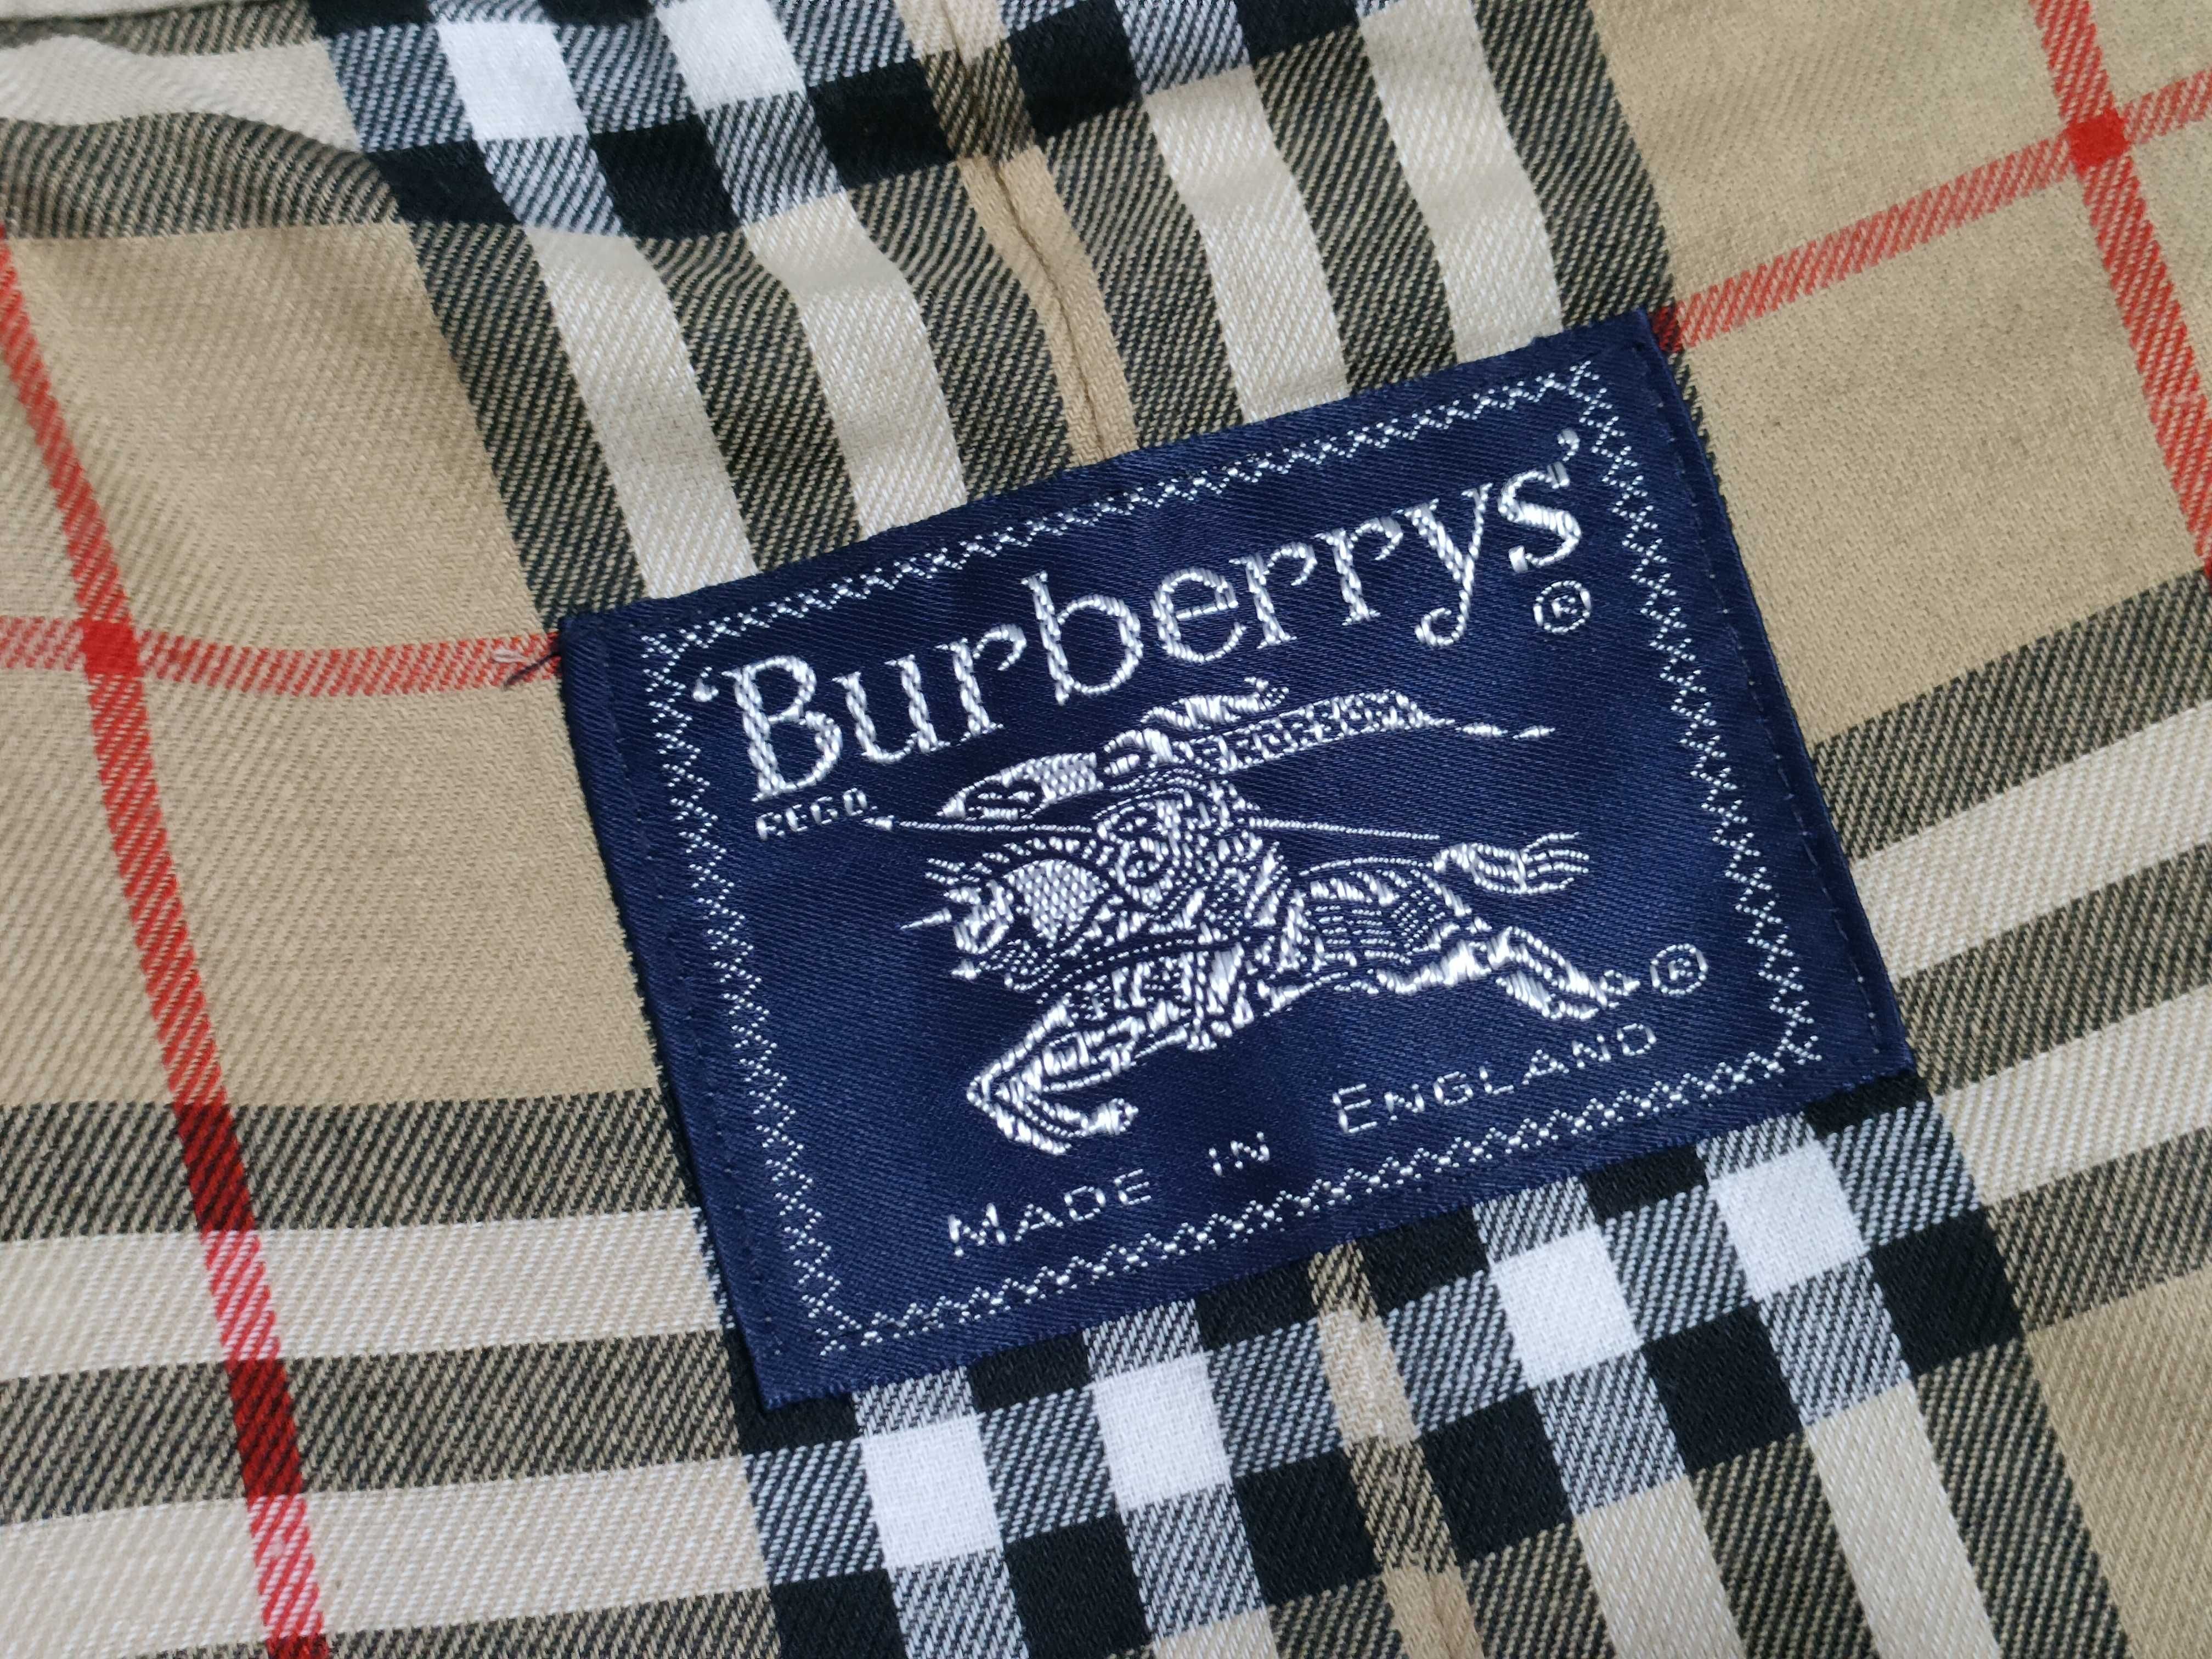 'Burberrys'®
REGD
®
MADE IN ENGLAND